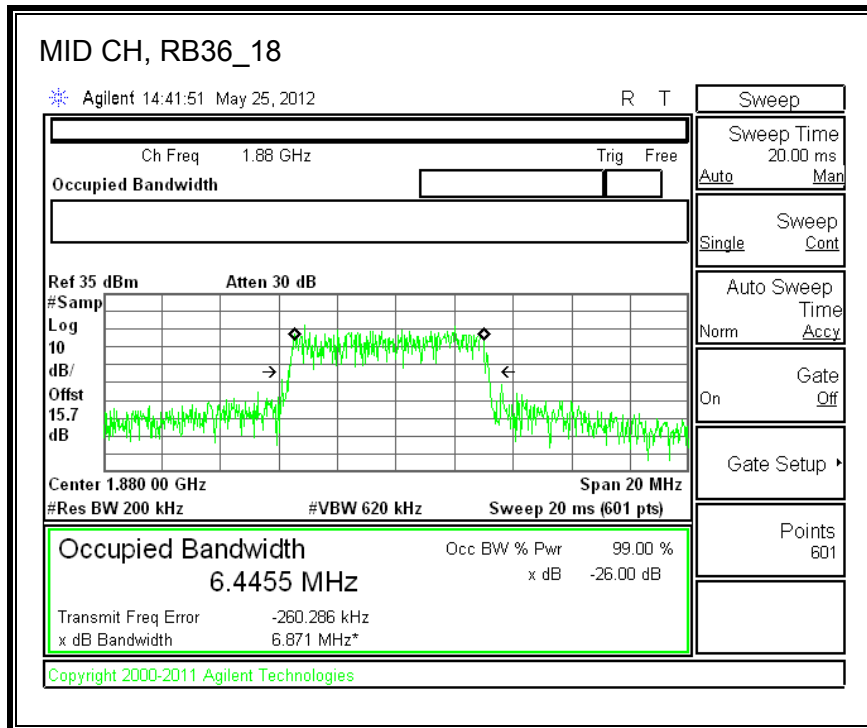 MID CH, RB36_18
Agilent 14:41:51 May 25, 2012 R T
Sweep
Ch Freq 1.88 GHz Trig Free
Occupied Bandwidth
Sweep Time
20.00 ms
Auto Man
Sweep
Single Cont
Auto Sweep
Time
Norm Accy
Gate
On Off
Gate Setup
Points
601
Ref 35 dBm Atten 30 dB
#Samp
Log
10
dB/
Offst
15.7
dB
Center 1.880 00 GHz Span 20 MHz
#Res BW 200 kHz #VBW 620 kHz Sweep 20 ms (601 pts)
Occupied Bandwidth Occ BW % Pwr 99.00 %
6.4455 MHz x dB -26.00 dB
Transmit Freq Error -260.286 kHz
x dB Bandwidth 6.871 MHz*
Copyright 2000-2011 Agilent Technologies